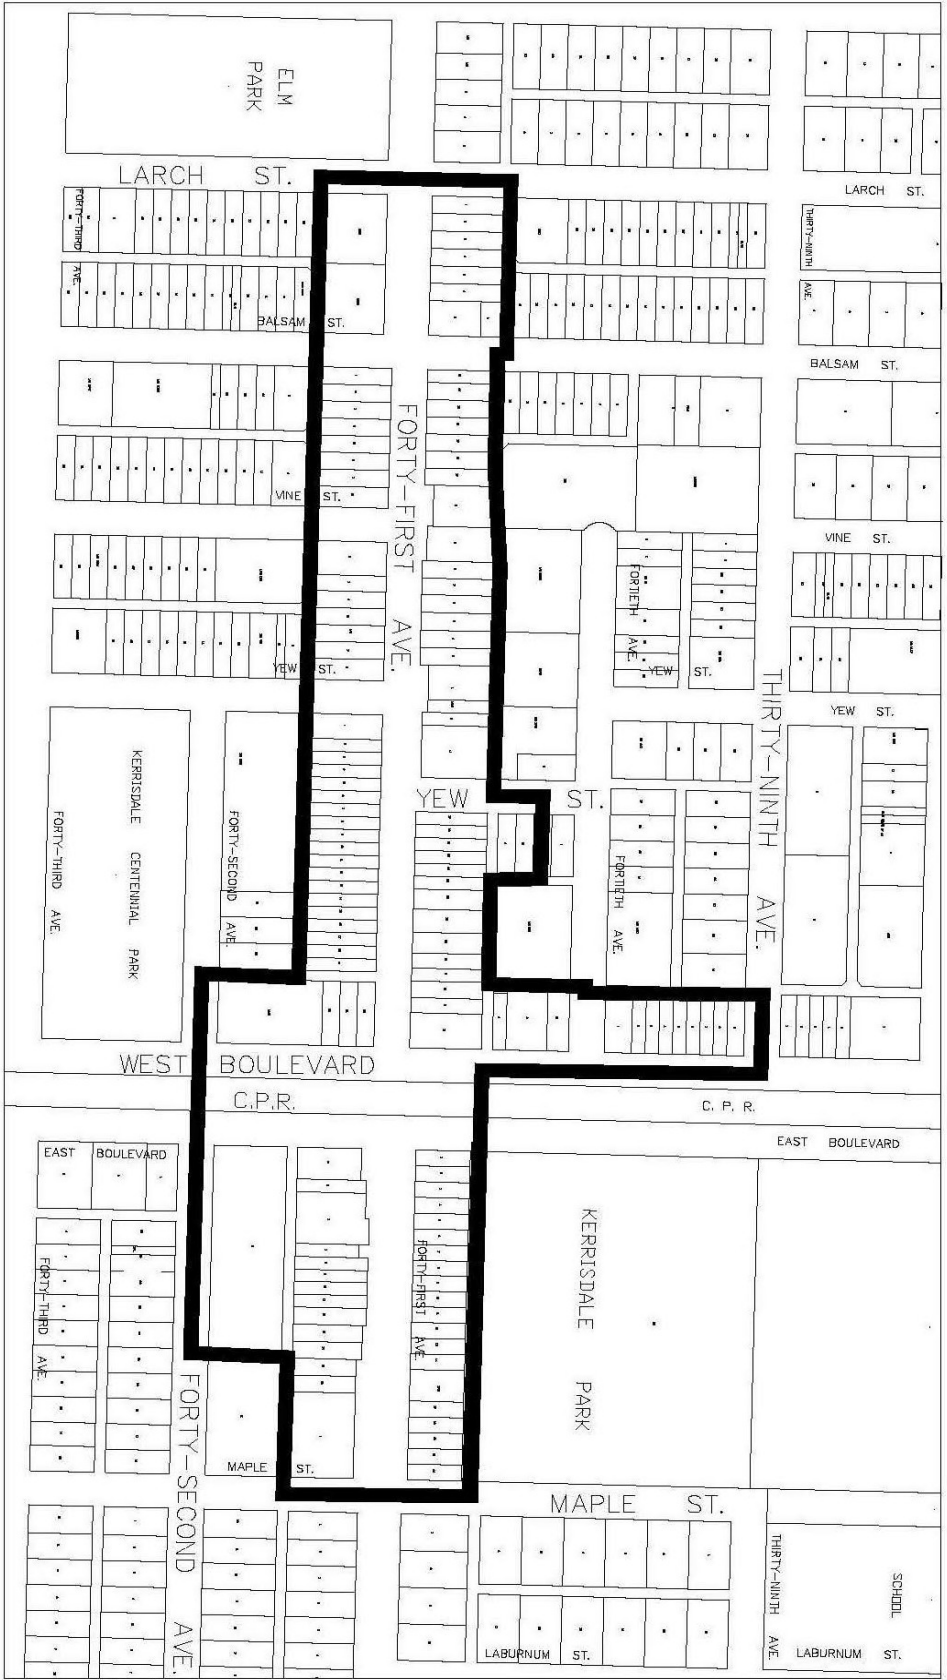 ELM
PARK
LARCH ST.
LARCH ST.
FORTY-THIRD AVE.
THIRTY-NINTH AVE.
BALSAM ST.
BALSAM ST.
FORTY-FIRST AVE.
VINE ST.
VINE ST.
FORTIETH AVE.
YEW ST.
YEW ST.
THIRTY-NINTH AVE.
YEW ST.
YEW ST.
KERRISDALE CENTENNIAL PARK
FORTY-THIRD AVE.
FORTY-SECOND AVE.
FORTIETH AVE.
WEST BOULEVARD
C.P.R.
C. P. R.
EAST BOULEVARD
EAST BOULEVARD
FORTY-THIRD AVE.
FORTY-FIRST AVE.
KERRISDALE PARK
FORTY-SECOND AVE.
MAPLE ST.
MAPLE ST.
THIRTY-NINTH AVE.
SCHOOL
LABURNUM ST.
LABURNUM ST.